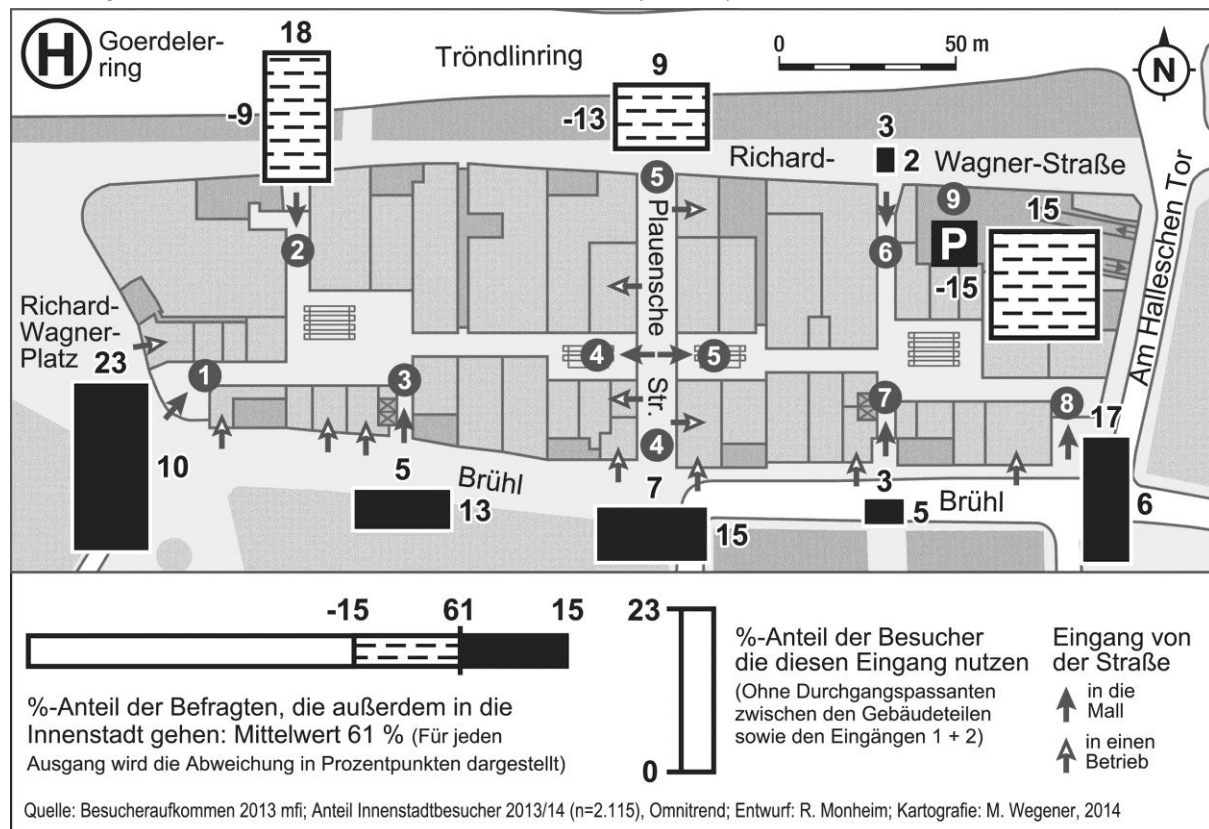 H
Goerdeler-
ring
18
-9
Tröndlinring
9
-13
0
50 m
N
3
2
Richard-
Wagner-Straße
Am Halleschen Tor
5
Plauensche
Str.
9
P
15
-15
2
6
Richard-
Wagner-
Platz
23
10
1
3
4
5
7
8
17
6
4
5
13
Brühl
7
15
3
5
Brühl
-15
61
15
%-Anteil der Befragten, die außerdem in die
Innenstadt gehen: Mittelwert 61 % (Für jeden
Ausgang wird die Abweichung in Prozentpunkten dargestellt)
23
0
%-Anteil der Besucher
die diesen Eingang nutzen
(Ohne Durchgangspassanten
zwischen den Gebäudeteilen
sowie den Eingängen 1 + 2)
Eingang von
der Straße
in die
Mall
in einen
Betrieb
Quelle: Besucheraufkommen 2013 mfi; Anteil Innenstadtbesucher 2013/14 (n=2.115), Omnitrend; Entwurf: R. Monheim; Kartografie: M. Wegener, 2014